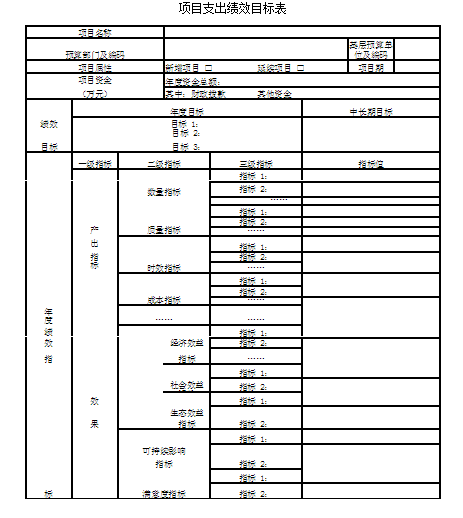 项目支出绩效目标表
项目名称
预算部门及编码
基层预算单位及编码
项目属性 新增项目 □ 延续项目 □ 项目期
项目资金（万元） 年度资金总额：
其中：财政拨款 其他资金
绩效目标 年度目标 中长期目标
目标 1：
目标 2：
目标 3：
年度绩效指标 一级指标 二级指标 三级指标 指标值
产出指标 数量指标 指标 1：
指标 2：
……
质量指标 指标 1：
指标 2：
……
时效指标 指标 1：
指标 2：
……
成本指标 指标 1：
指标 2：
……
…… ……
效果 经济效益指标 指标 1：
指标 2：
……
社会效益 指标 1：
指标 2：
生态效益指标 指标 1：
指标 2：
可持续影响指标 指标 1：
指标 2：
满意度指标 指标 1：
指标 2：